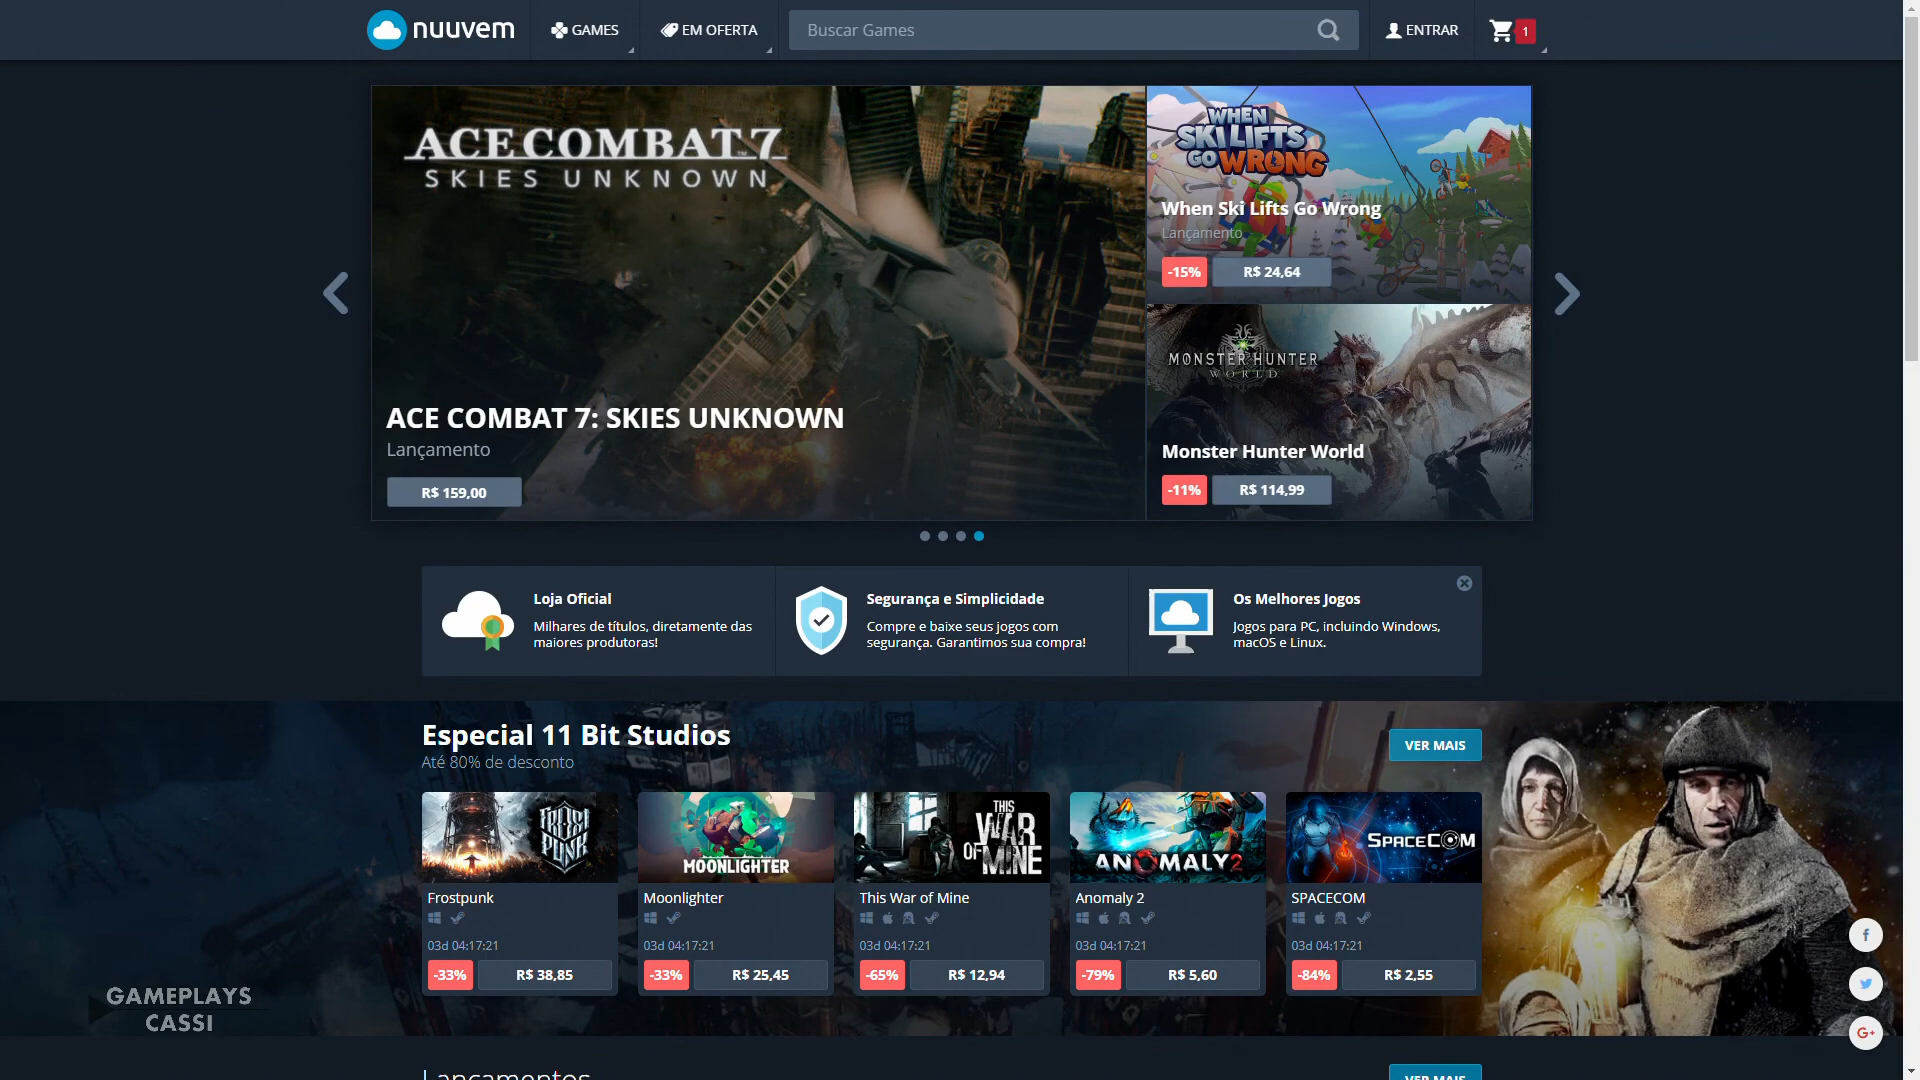 nuuvem
GAMES
EM OFERTA
Buscar Games
ENTRAR
1
ACE COMBAT 7
SKIES UNKNOWN
ACE COMBAT 7: SKIES UNKNOWN
Lançamento
R$ 159,00
WHEN
SKI LIFTS
GO WRONG
When Ski Lifts Go Wrong
Lançamento
-15%
R$ 24,64
MONSTER HUNTER
WORLD
Monster Hunter World
-11%
R$ 114,99
Loja Oficial
Milhares de títulos, diretamente das
maiores produtoras!
Segurança e Simplicidade
Compre e baixe seus jogos com
segurança. Garantimos sua compra!
Os Melhores Jogos
Jogos para PC, incluindo Windows,
macOS e Linux.
Especial 11 Bit Studios
Até 80% de desconto
VER MAIS
FROST
PUNK
Frostpunk
03d 04:17:21
-33%
R$ 38,85
MOONLIGHTER
Moonlighter
03d 04:17:21
-33%
R$ 25,45
THIS
WAR
OF MINE
This War of Mine
03d 04:17:21
-65%
R$ 12,94
ANOMALY 2
Anomaly 2
03d 04:17:21
-79%
R$ 5,60
SPACECOM
SPACECOM
03d 04:17:21
-84%
R$ 2,55
f
G+
GAMEPLAYS
CASSI
Lançamentos
VER MAIS